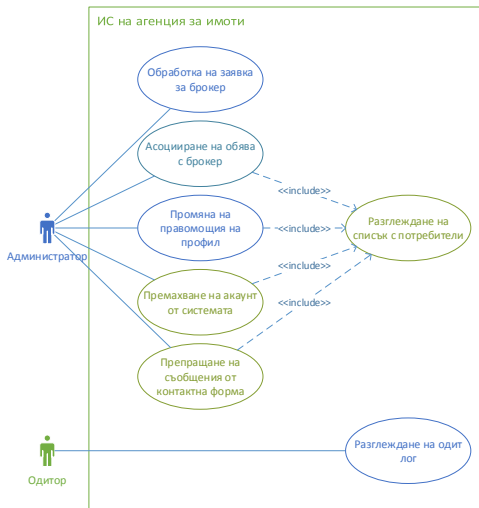 ИС на агенция за имоти
Обработка на заявка
за брокер
Асоцииране на обява
с брокер
<<include>>
Промяна на
правомощия на
профил
<<include>>
Разглеждане на
списък с потребители
Администратор
<<include>>
Премахване на акаунт
от системата
<<include>>
Препращане на
съобщения от
контактна форма
Разглеждане на одит
лог
Одитор